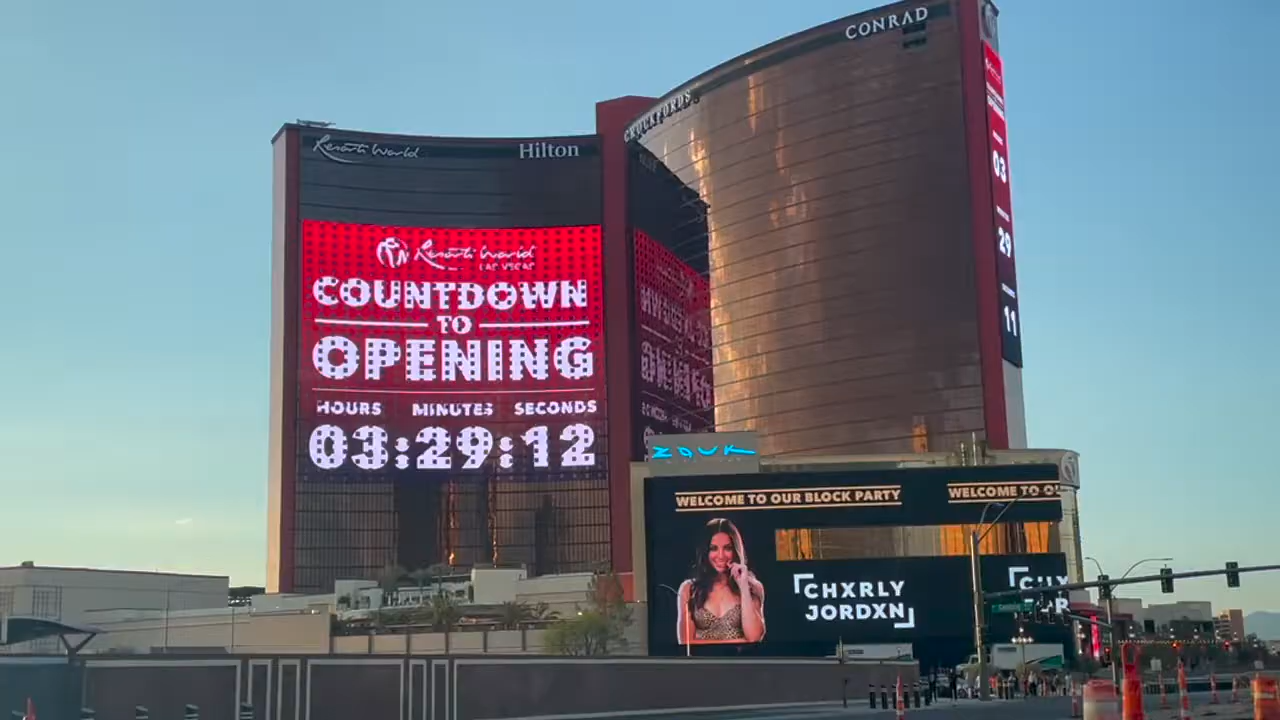 CONRAD
CROCKFORDS
Resorts World
Hilton
Resorts World
LAS VEGAS
COUNTDOWN
TO
OPENING
HOURS MINUTES SECONDS
03:29:12
03
29
11
ZOUK
WELCOME TO OUR BLOCK PARTY
WELCOME TO O
CHXRLY
JORDXN